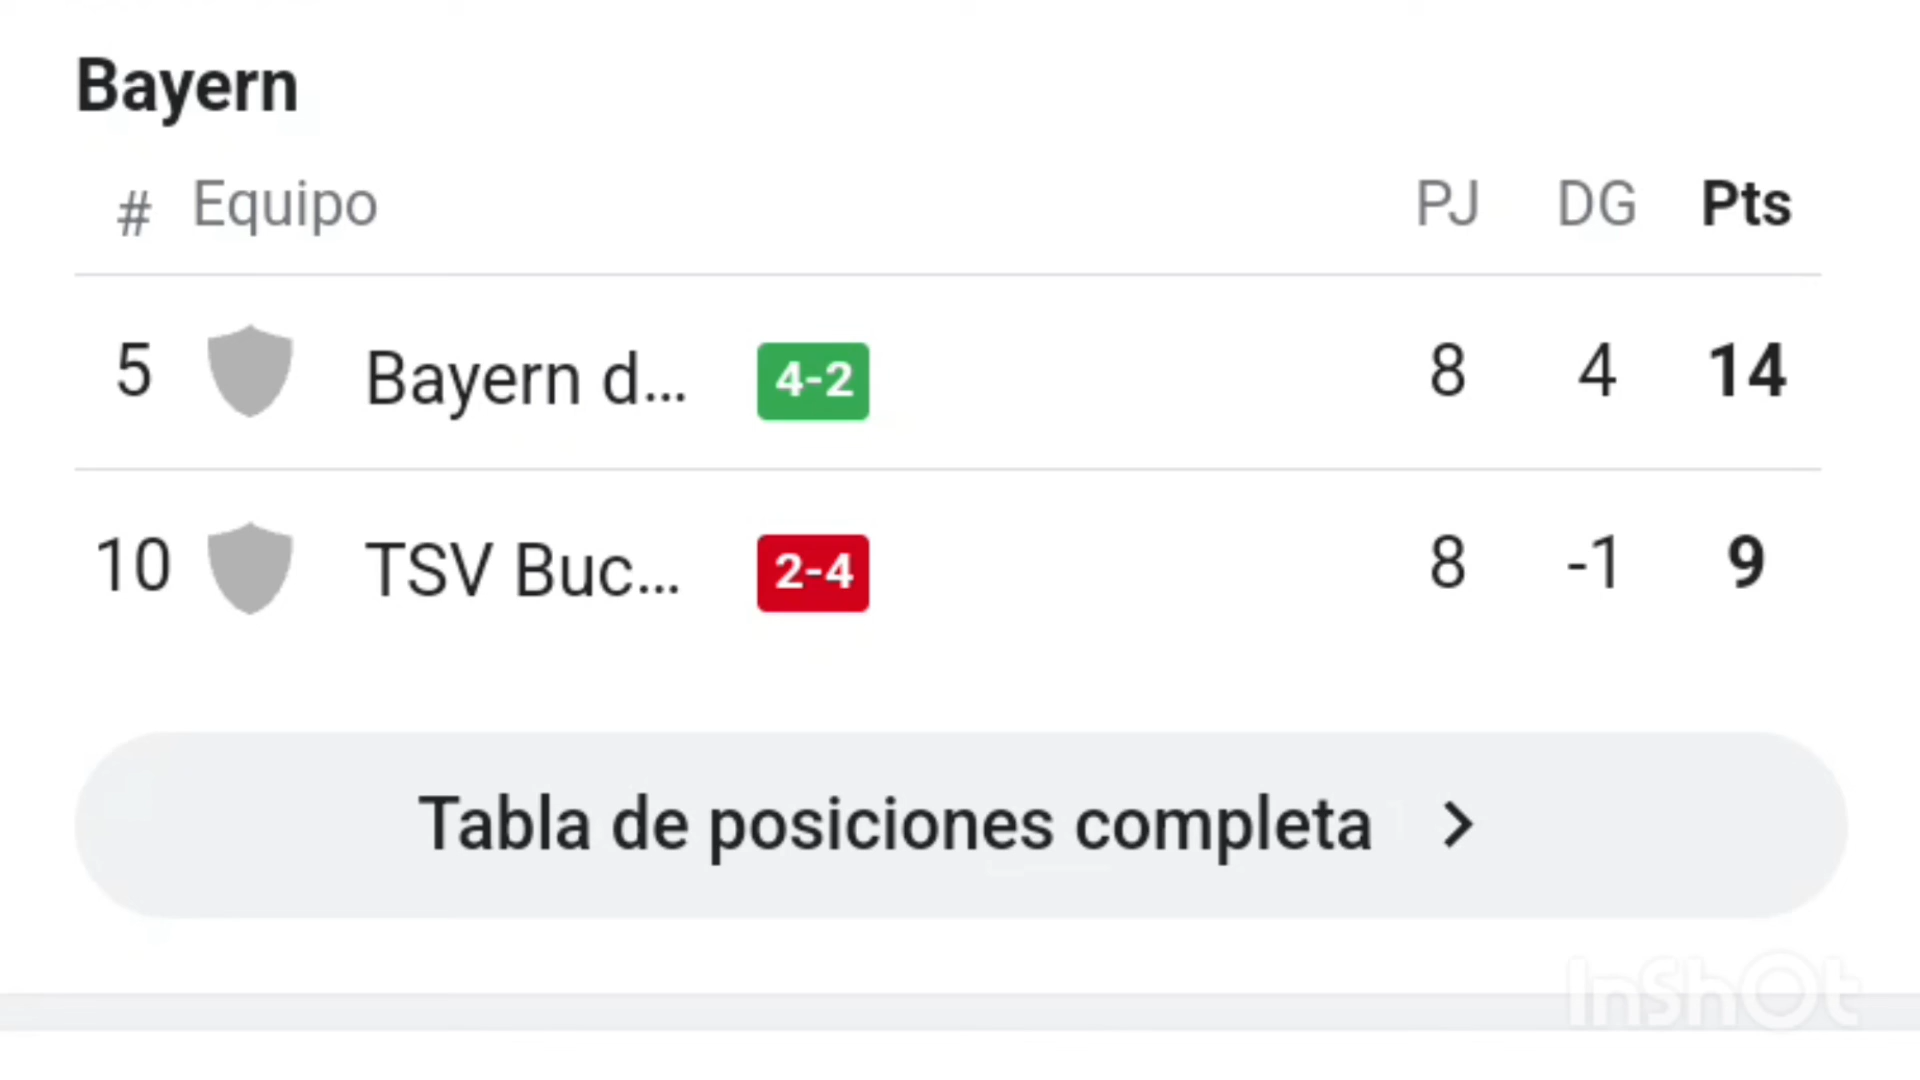 Bayern
# Equipo PJ DG Pts
5 Bayern d... 4-2 8 4 14
10 TSV Buc... 2-4 8 -1 9
Tabla de posiciones completa >
InShOt